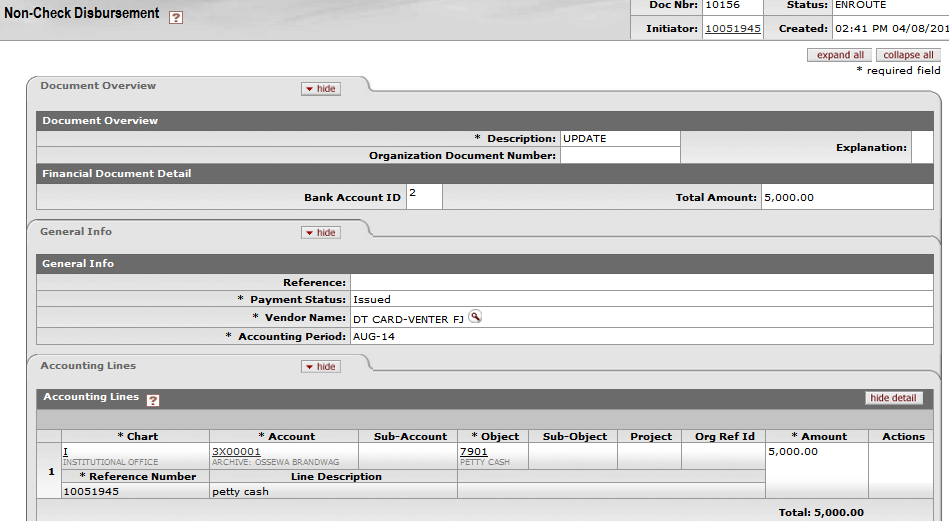 Non-Check Disbursement ?
Doc Nbr: 10156 Status: ENROUTE
Initiator: 10051945 Created: 02:41 PM 04/08/201
expand all collapse all
* required field
Document Overview hide
Document Overview
* Description: UPDATE
Explanation:
Organization Document Number:
Financial Document Detail
Bank Account ID 2 Total Amount: 5,000.00
General Info hide
General Info
Reference:
* Payment Status: Issued
* Vendor Name: DT CARD-VENTER FJ
* Accounting Period: AUG-14
Accounting Lines hide
Accounting Lines ? hide detail
* Chart * Account Sub-Account * Object Sub-Object Project Org Ref Id * Amount Actions
1 I 3X00001 7901 5,000.00
INSTITUTIONAL OFFICE ARCHIVE: OSSEWA BRANDWAG PETTY CASH
* Reference Number Line Description
10051945 petty cash
Total: 5,000.00